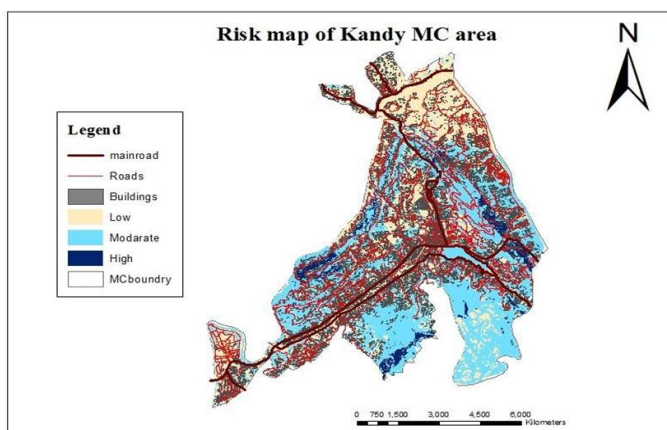 Risk map of Kandy MC area
N
Legend
mainroad
Roads
Buildings
Low
Modarate
High
MCboundry
0 750 1,500 3,000 4,500 6,000
Kilometers